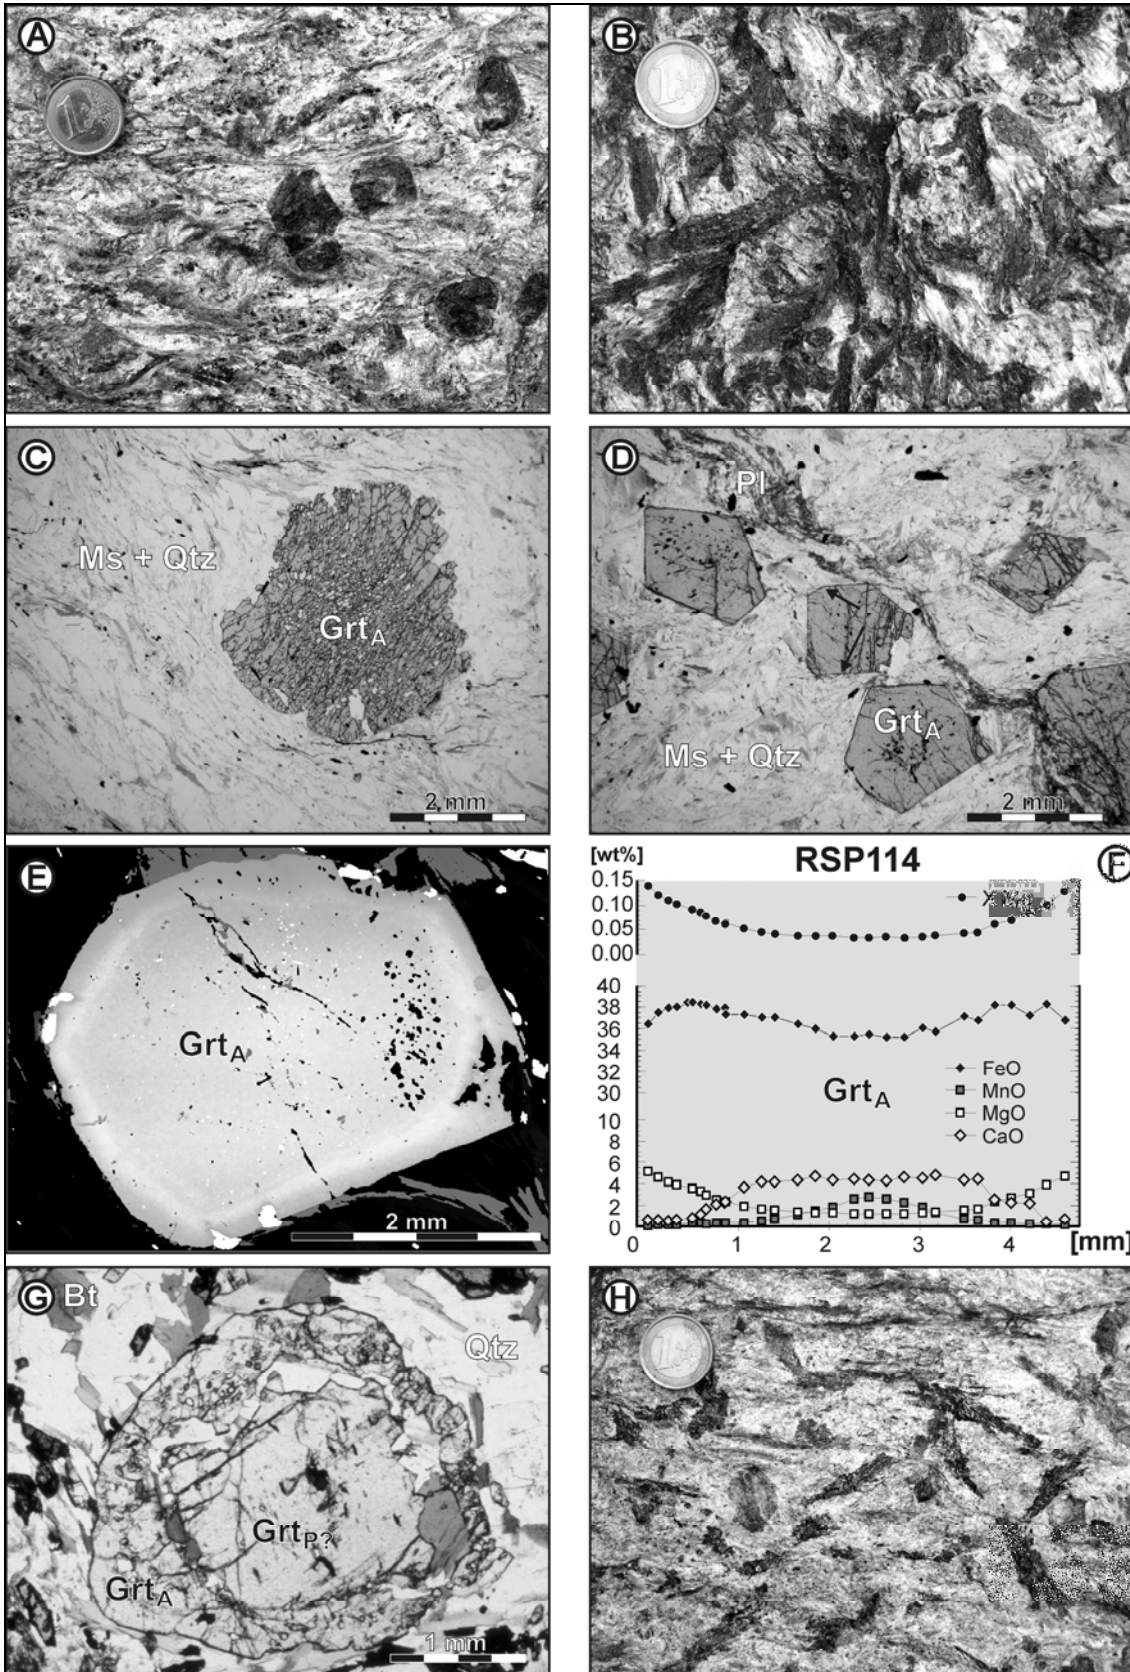 A
B
C
Ms + Qtz
GrtA
2 mm
D
Pl
GrtA
Ms + Qtz
2 mm
E
GrtA
2 mm
[wt%]
RSP114
F
0.15
0.10
0.05
0.00
40
38
36
34
32
30
10
8
6
4
2
0
GrtA
FeO
MnO
MgO
CaO
0
1
2
3
4
[mm]
G
Bt
Qtz
GrtP?
GrtA
1 mm
H